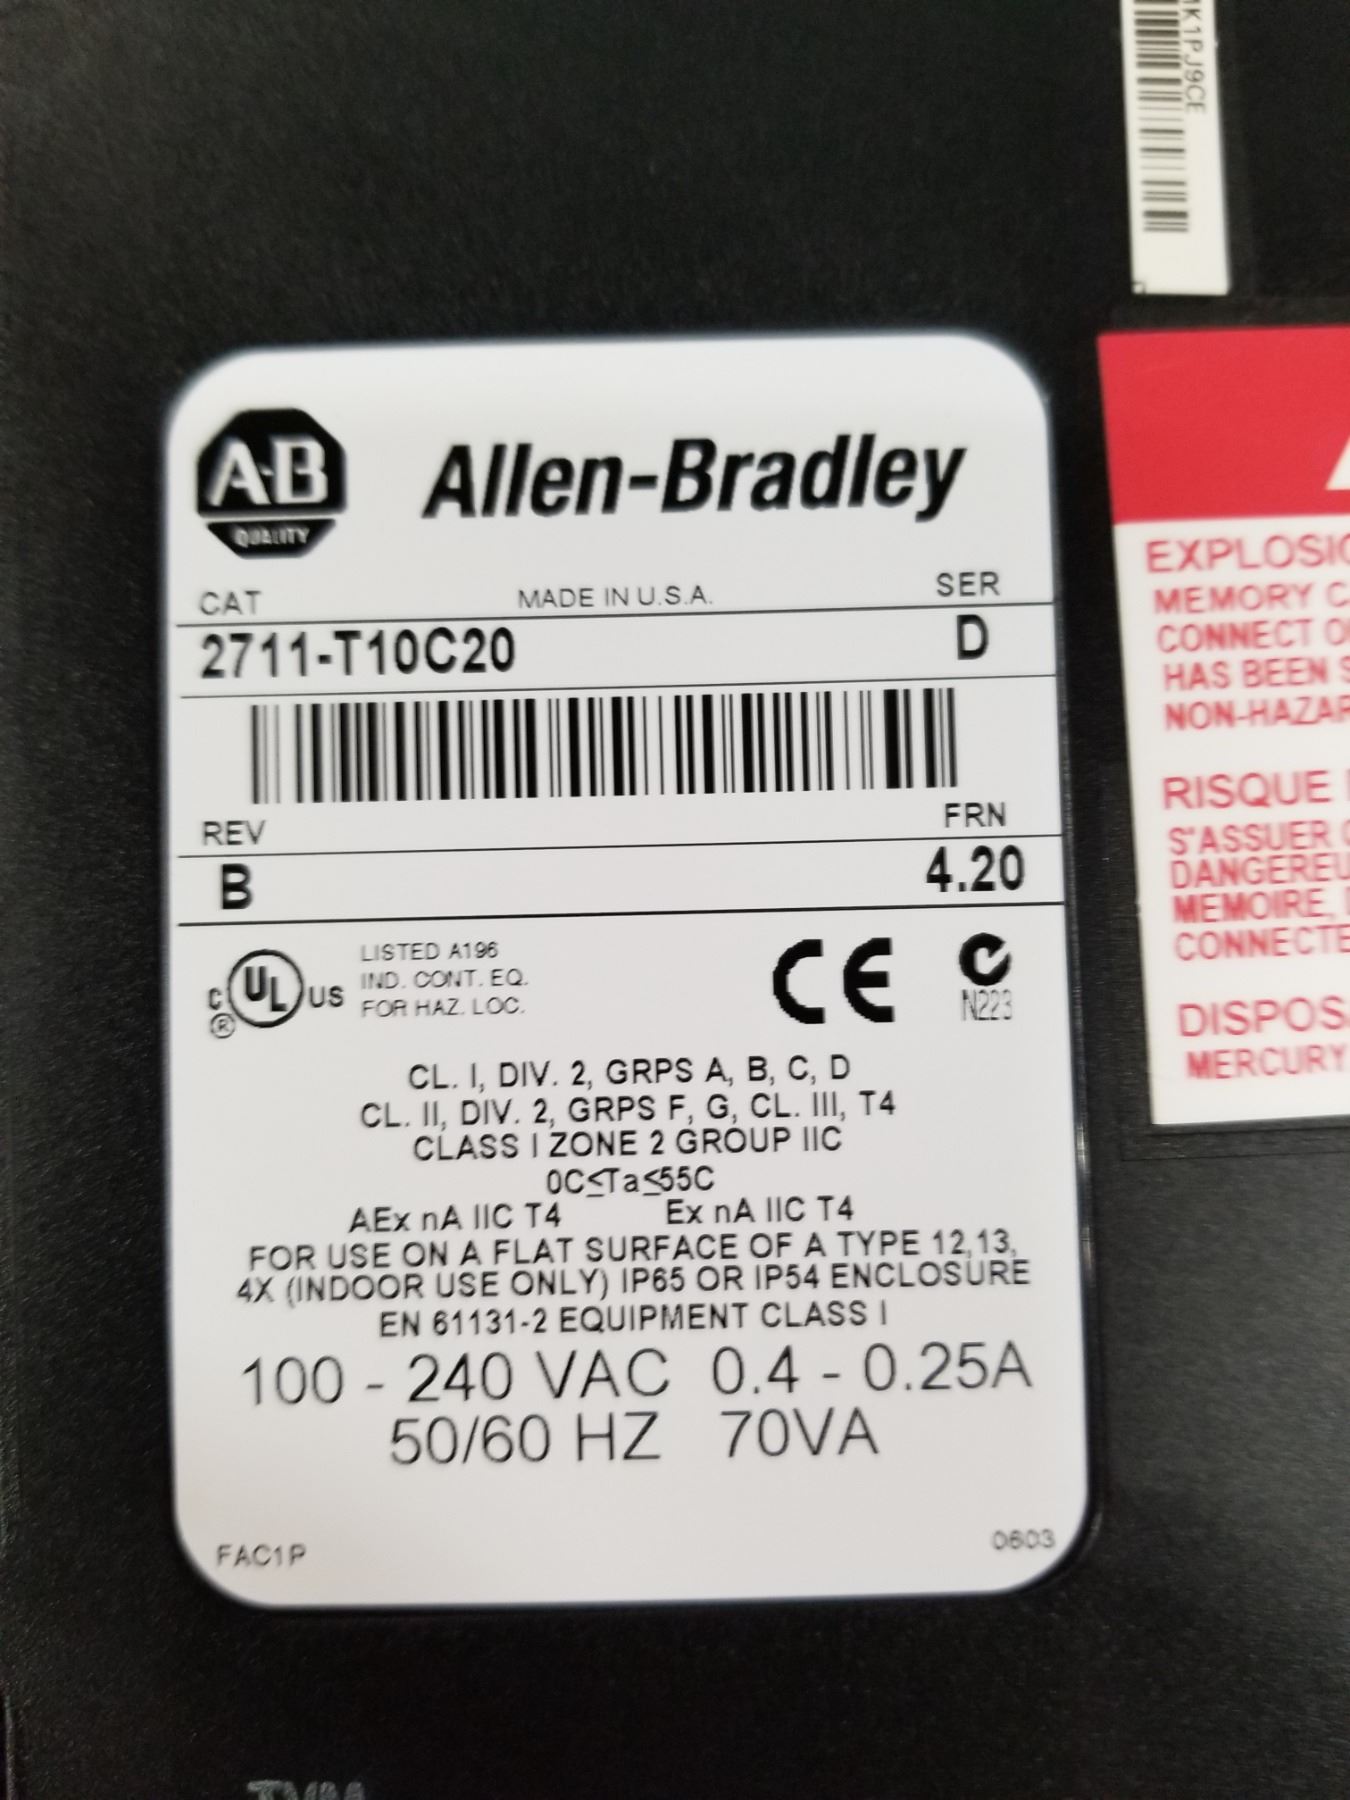 1K1PJ9CE
A-B
QUALITY
Allen-Bradley
CAT MADE IN U.S.A. SER
2711-T10C20 D
REV FRN
B 4.20
C UL US
®
LISTED A196
IND. CONT. EQ.
FOR HAZ. LOC.
CE
N223
CL. I, DIV. 2, GRPS A, B, C, D
CL. II, DIV. 2, GRPS F, G, CL. III, T4
CLASS I ZONE 2 GROUP IIC
0C≤Ta≤55C
AEx nA IIC T4 Ex nA IIC T4
FOR USE ON A FLAT SURFACE OF A TYPE 12,13,
4X (INDOOR USE ONLY) IP65 OR IP54 ENCLOSURE
EN 61131-2 EQUIPMENT CLASS I
100 - 240 VAC 0.4 - 0.25A
50/60 HZ 70VA
FAC1P 0603
EXPLOSI
MEMORY C
CONNECT O
HAS BEEN S
NON-HAZAR
RISQUE
S'ASSUER
DANGEREU
MEMOIRE,
CONNECTE
DISPOS
MERCURY